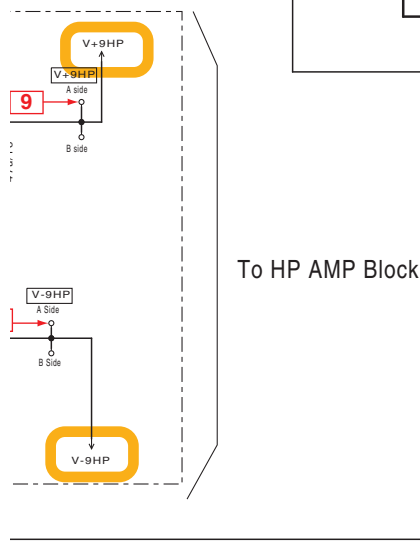 V+9HP
V+9HP
A side
9
B side
To HP AMP Block
V-9HP
A Side
B Side
V-9HP